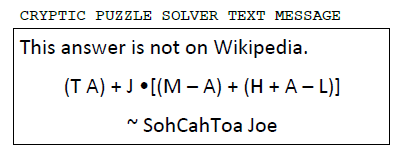 CRYPTIC PUZZLE SOLVER TEXT MESSAGE
This answer is not on Wikipedia.
(T A) + J •[(M – A) + (H + A – L)]
~ SohCahToa Joe